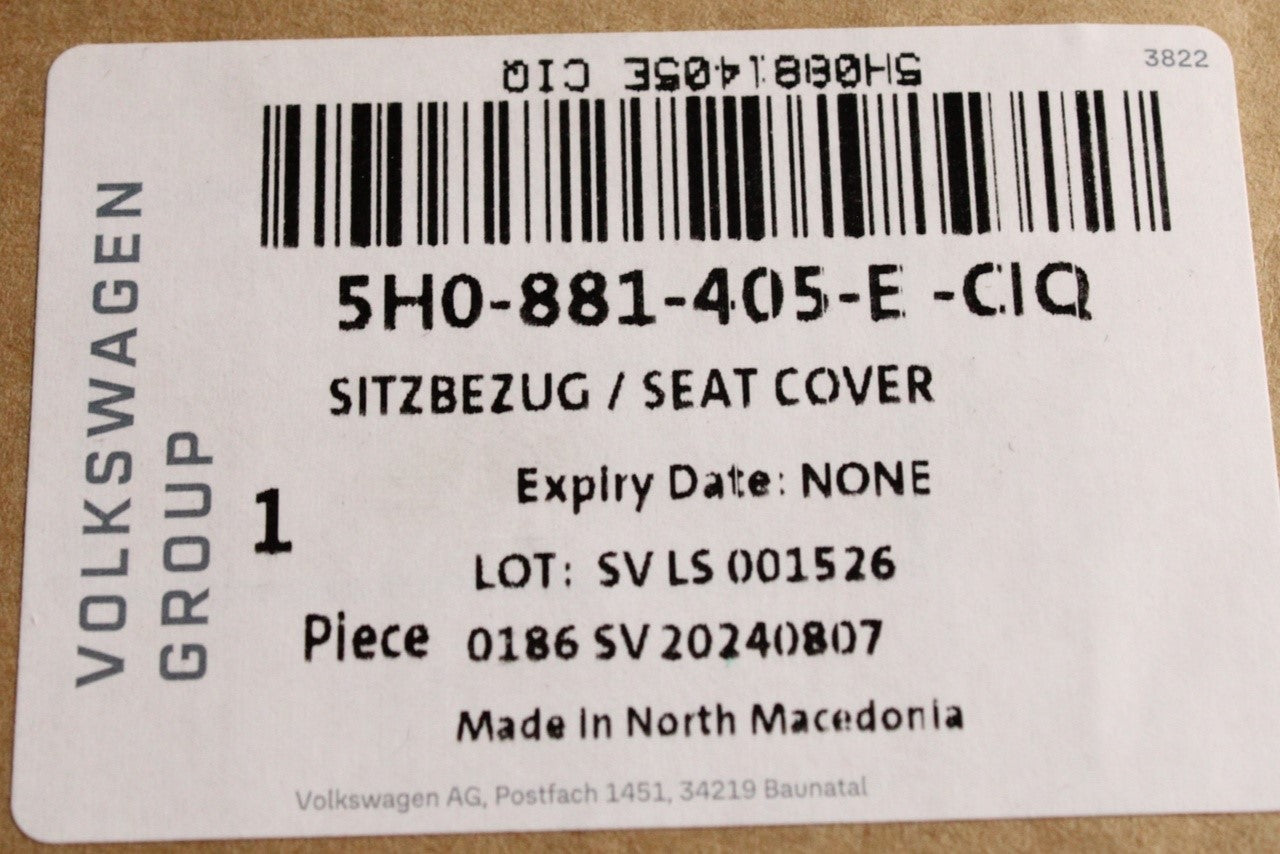 3822
5H0881405E CIQ
5H0-881-405-E -CIQ
SITZBEZUG / SEAT COVER
Expiry Date: NONE
1
LOT: SV LS 001526
Piece 0186 SV 20240807
Made in North Macedonia
Volkswagen AG, Postfach 1451, 34219 Baunatal
VOLKSWAGEN
GROUP